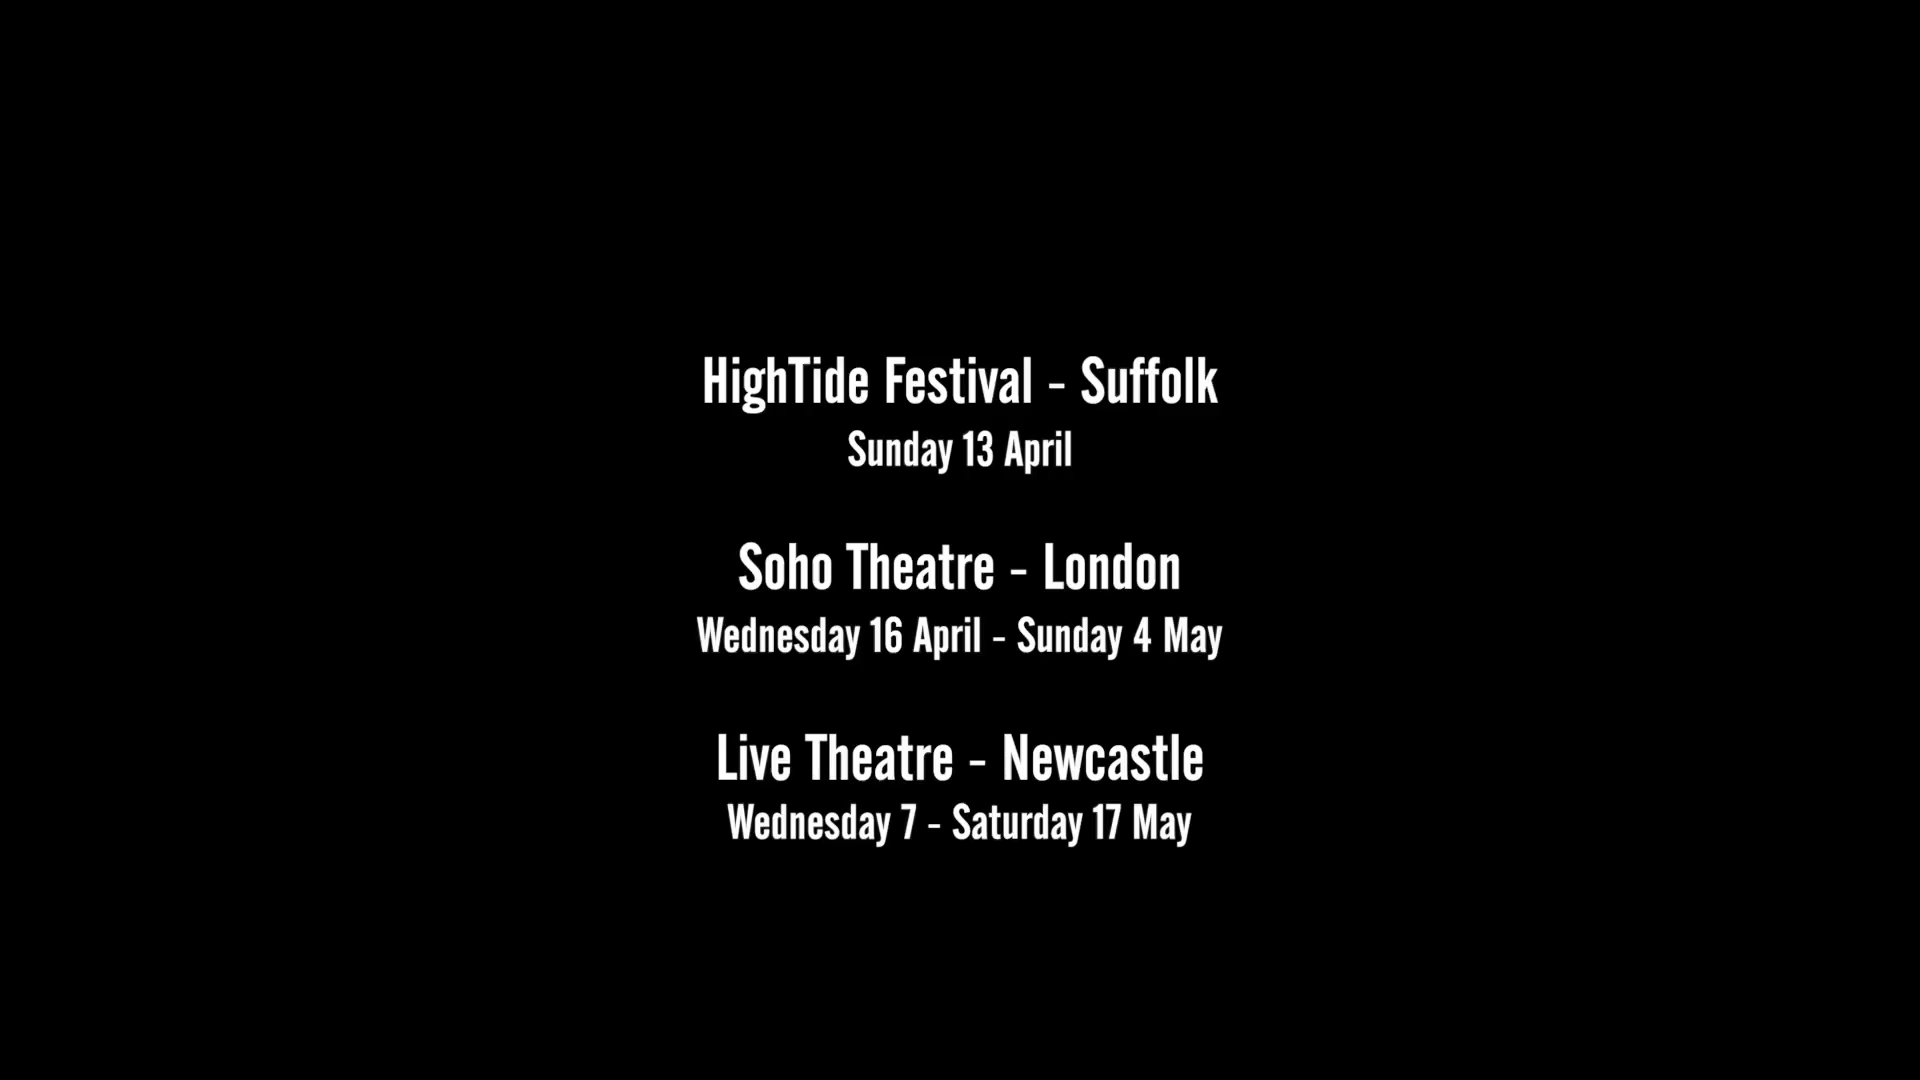 HighTide Festival - Suffolk
Sunday 13 April
Soho Theatre - London
Wednesday 16 April - Sunday 4 May
Live Theatre - Newcastle
Wednesday 7 - Saturday 17 May